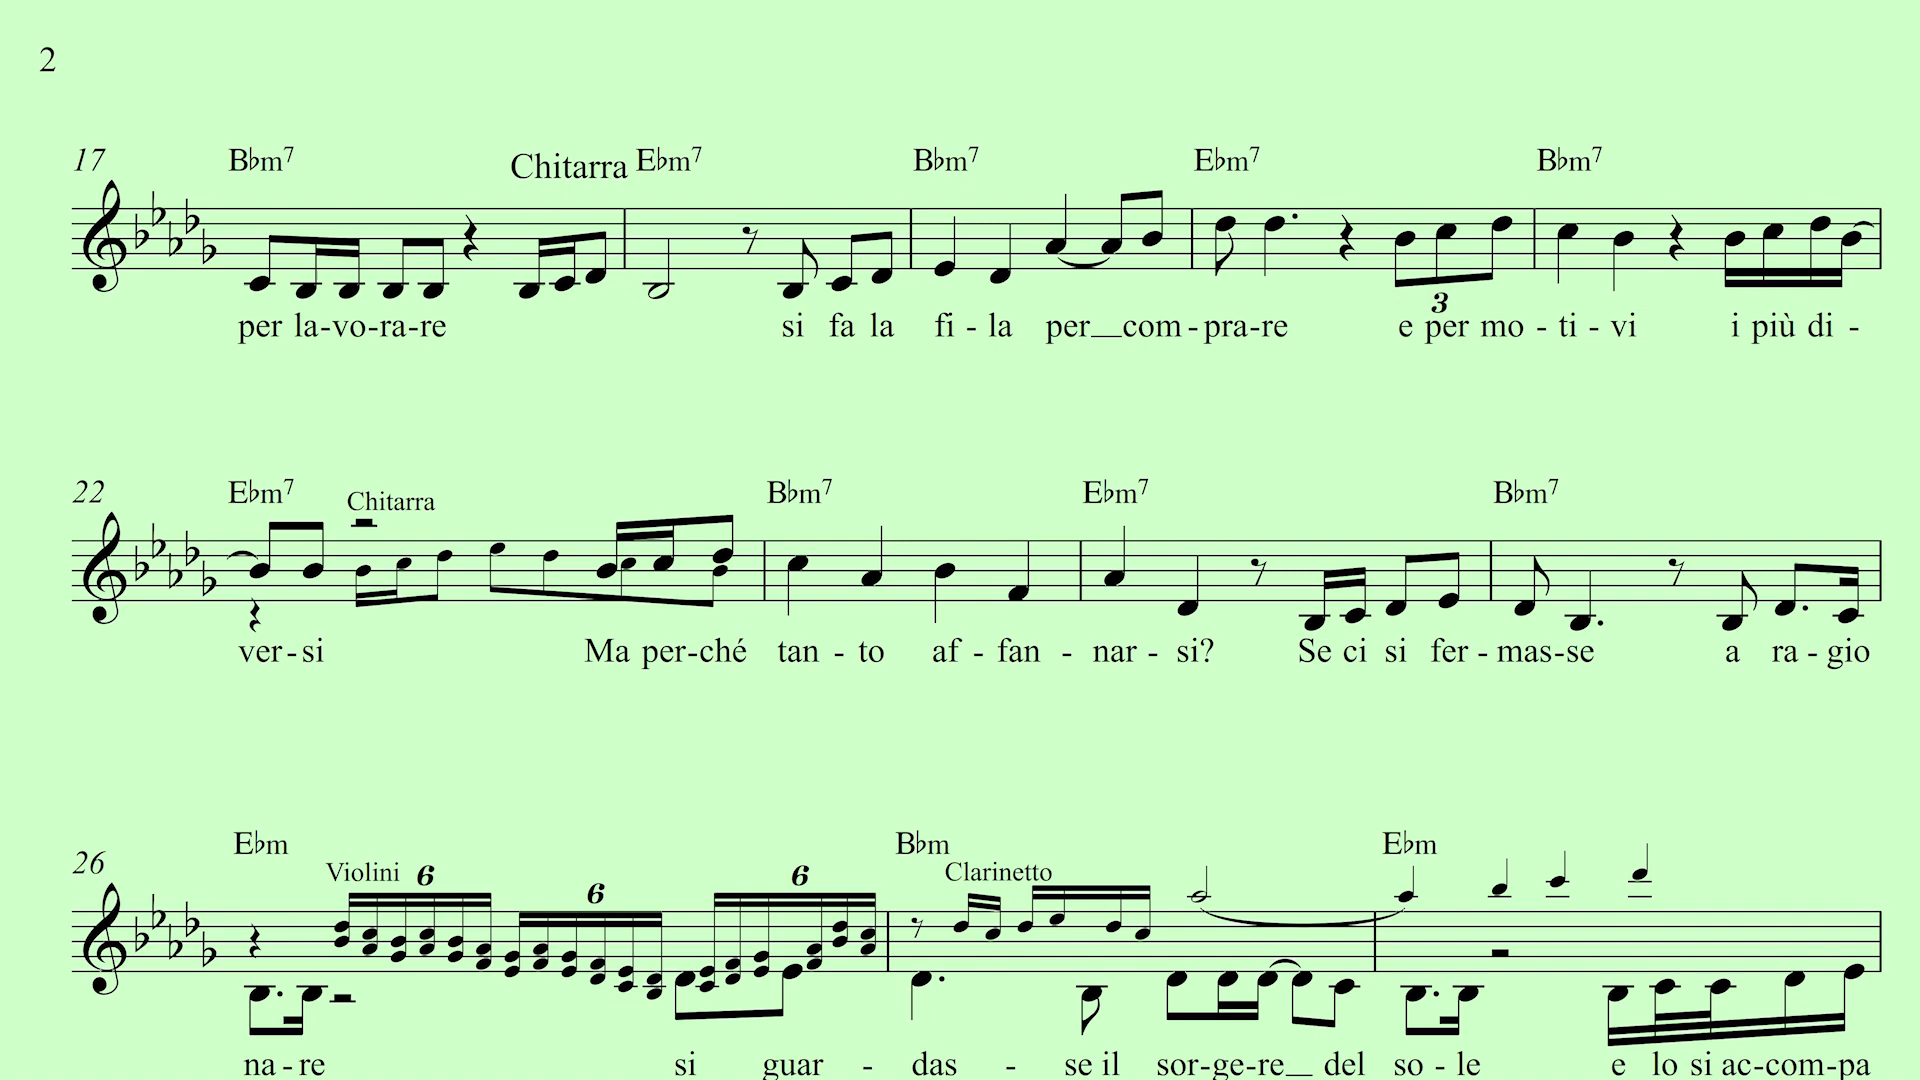 2
17 B♭m7 Chitarra E♭m7 B♭m7 E♭m7 B♭m7
3
per la-vo-ra-re si fa la fi - la per__com-pra-re e per mo - ti - vi i più di -
22 E♭m7 Chitarra B♭m7 E♭m7 B♭m7
ver-si Ma per-ché tan - to af - fan - nar - si? Se ci si fer - mas-se a ra - gio
E♭m B♭m E♭m
26 Violini 6 6 6 Clarinetto
na - re si guar - das - se il sor-ge-re__ del so - le e lo si ac-com-pa